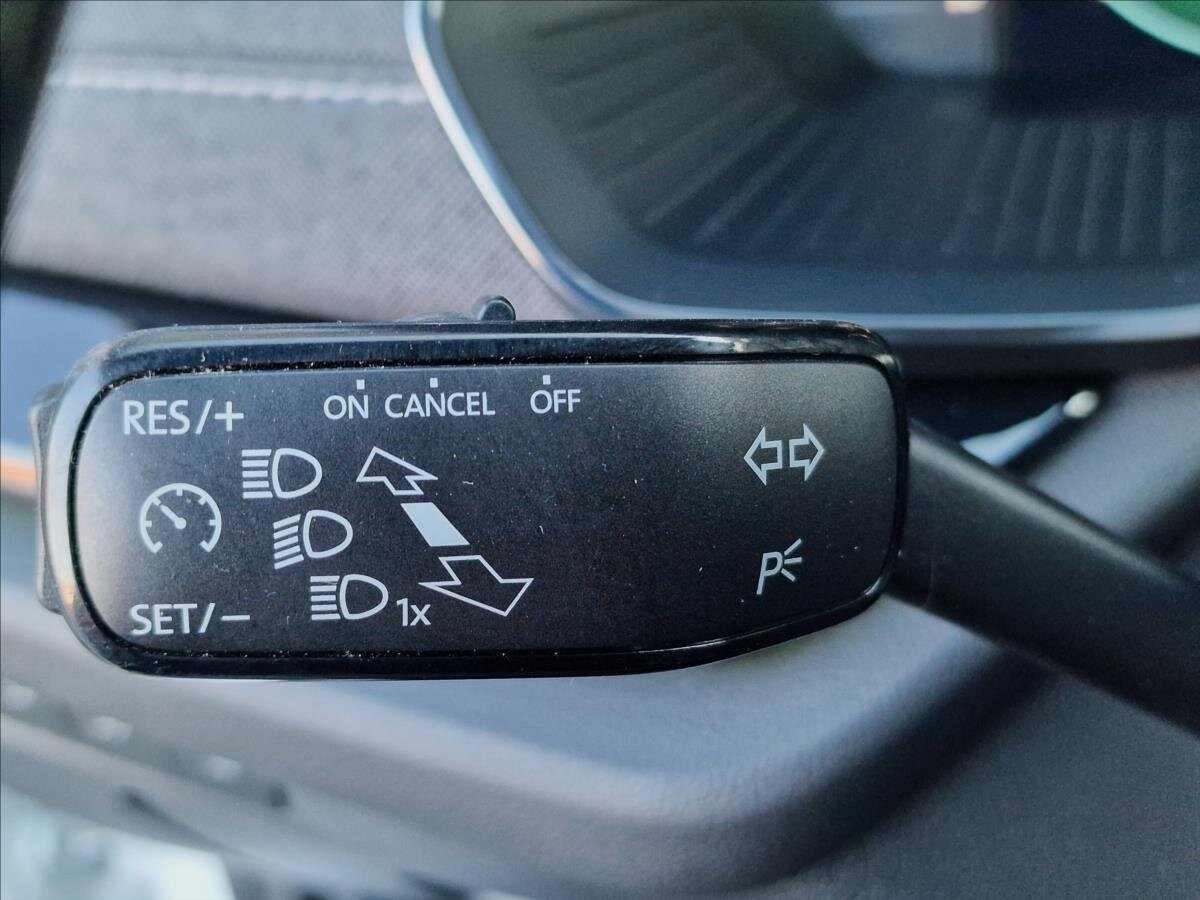 ON CANCEL OFF
RES/+
SET/−
1x
P